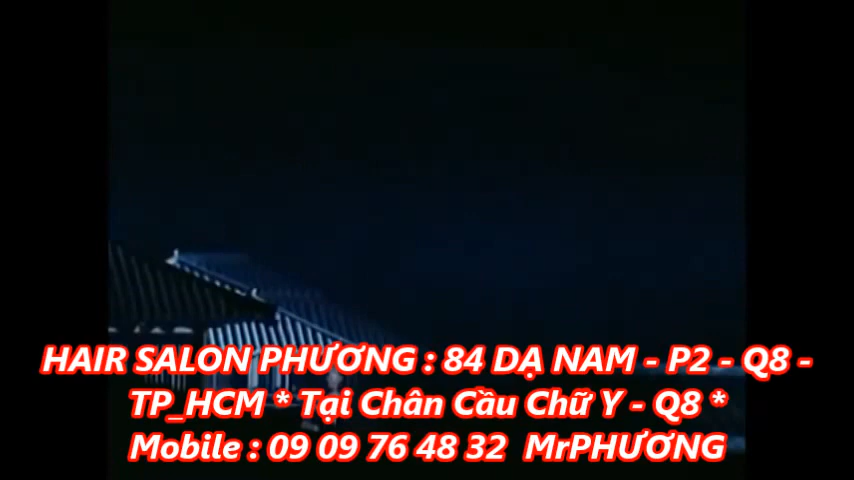 HAIR SALON PHƯƠNG : 84 DẠ NAM - P2 - Q8 -
TP_HCM * Tại Chân Cầu Chữ Y - Q8 *
Mobile : 09 09 76 48 32 MrPHƯƠNG